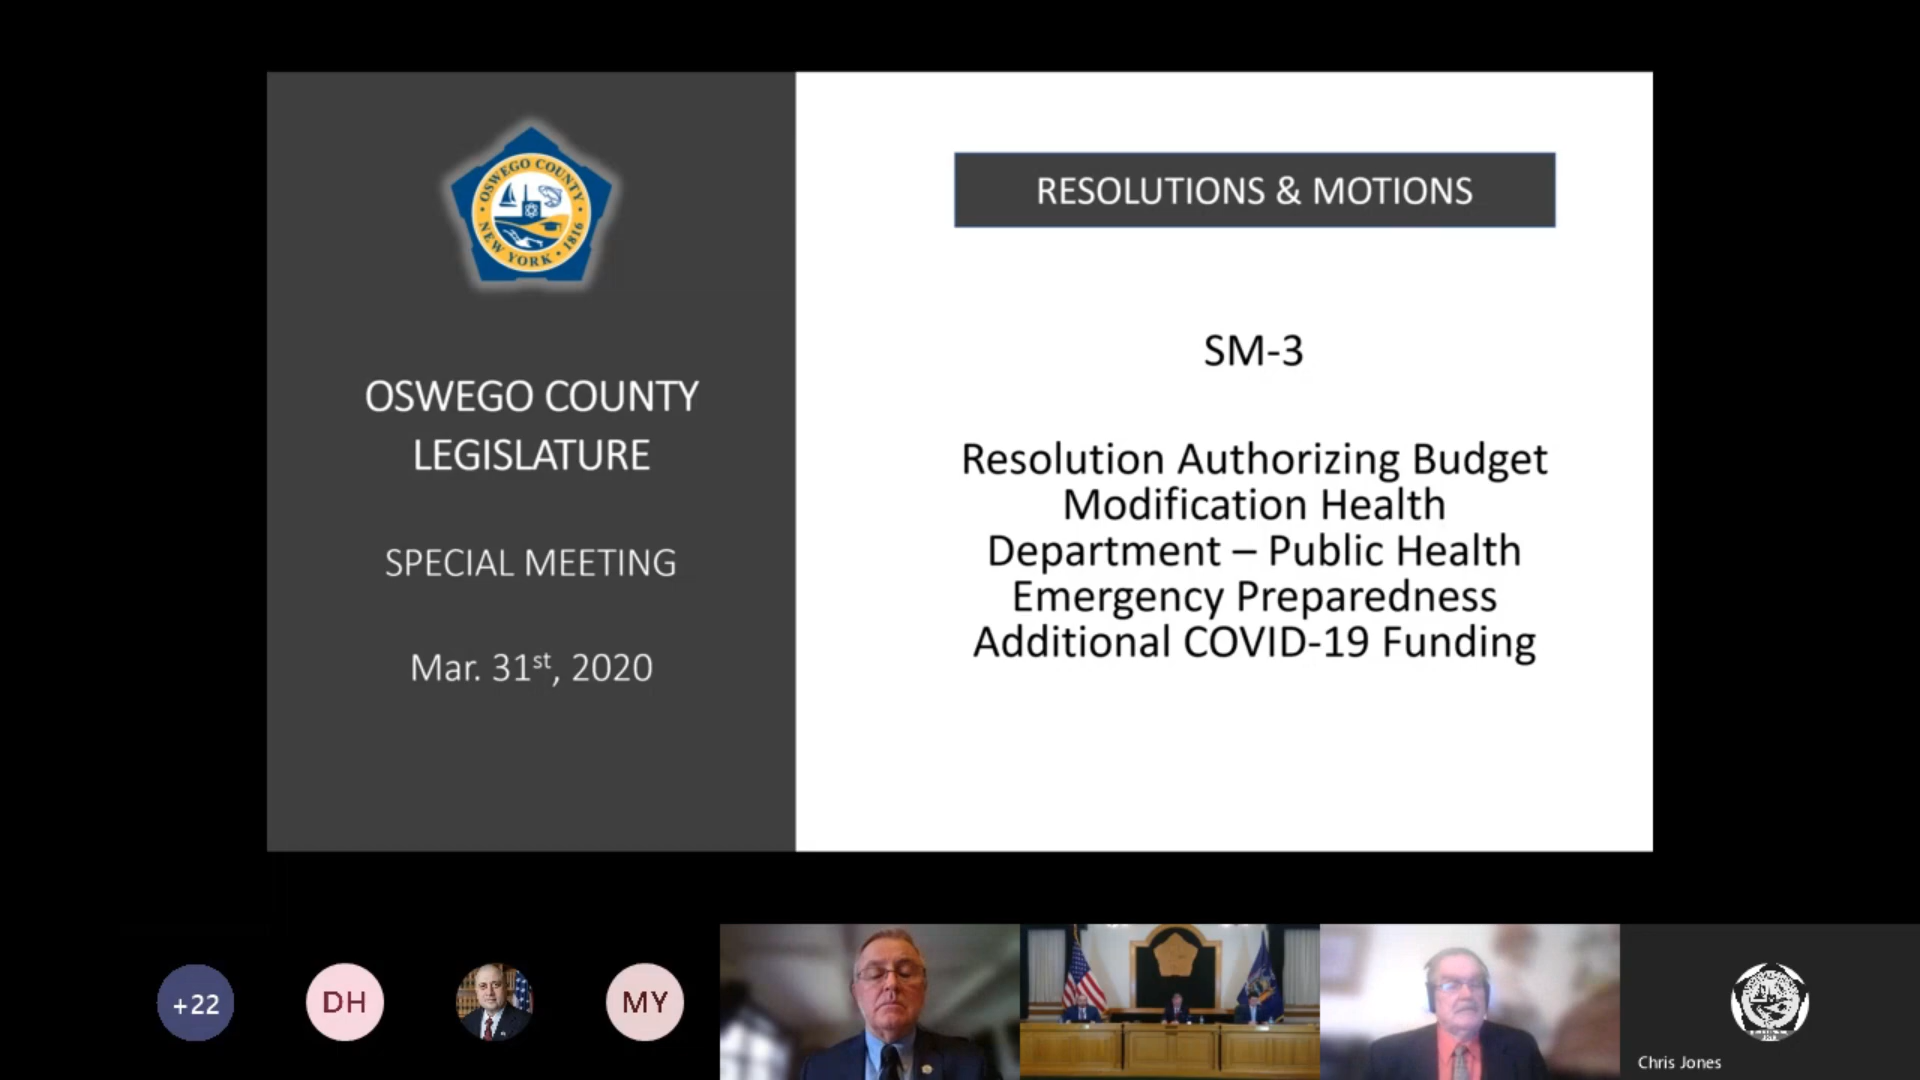 OSWEGO COUNTY
NEW YORK • 1816
OSWEGO COUNTY
LEGISLATURE
SPECIAL MEETING
Mar. 31st, 2020
RESOLUTIONS & MOTIONS
SM-3
Resolution Authorizing Budget
Modification Health
Department – Public Health
Emergency Preparedness
Additional COVID-19 Funding
+22
DH
MY
Chris Jones